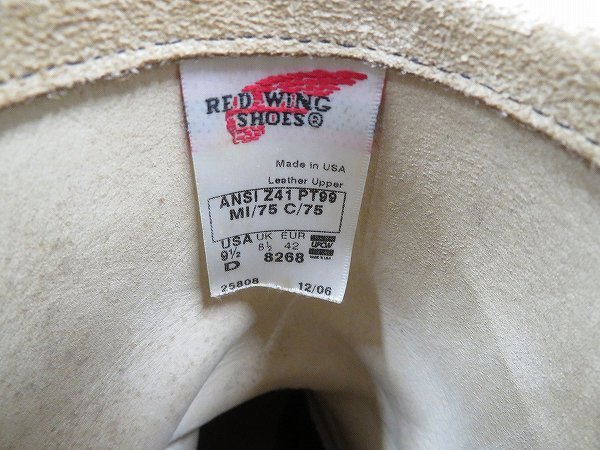 RED WING
SHOES®
Made in USA
Leather Upper
ANSI Z41 PT99
MI/75 C/75
USA UK EUR
9½ 8½ 42 UFCW
D 8268
25808 12/06